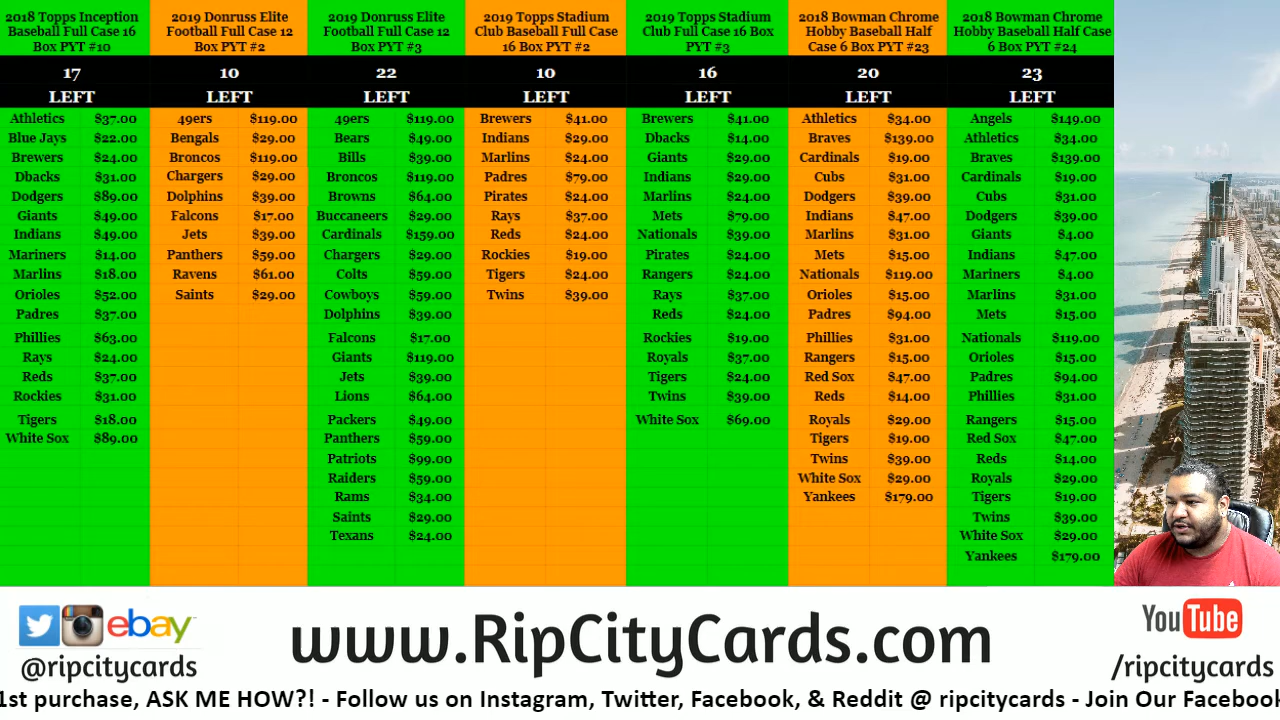 2018 Topps Inception
Baseball Full Case 16
Box PYT #10
17
LEFT
Athletics $37.00
Blue Jays $22.00
Brewers $24.00
Dbacks $31.00
Dodgers $89.00
Giants $49.00
Indians $49.00
Mariners $14.00
Marlins $18.00
Orioles $52.00
Padres $37.00
Phillies $63.00
Rays $24.00
Reds $37.00
Rockies $31.00
Tigers $18.00
White Sox $89.00
2019 Donruss Elite
Football Full Case 12
Box PYT #2
10
LEFT
49ers $119.00
Bengals $29.00
Broncos $119.00
Chargers $29.00
Dolphins $39.00
Falcons $17.00
Jets $39.00
Panthers $59.00
Ravens $61.00
Saints $29.00
2019 Donruss Elite
Football Full Case 12
Box PYT #3
22
LEFT
49ers $119.00
Bears $49.00
Bills $39.00
Broncos $119.00
Browns $64.00
Buccaneers $29.00
Cardinals $159.00
Chargers $29.00
Colts $59.00
Cowboys $59.00
Dolphins $39.00
Falcons $17.00
Giants $119.00
Jets $39.00
Lions $64.00
Packers $49.00
Panthers $59.00
Patriots $99.00
Raiders $59.00
Rams $34.00
Saints $29.00
Texans $24.00
2019 Topps Stadium
Club Baseball Full Case
16 Box PYT #2
10
LEFT
Brewers $41.00
Indians $29.00
Marlins $24.00
Padres $79.00
Pirates $24.00
Rays $37.00
Reds $24.00
Rockies $19.00
Tigers $24.00
Twins $39.00
2019 Topps Stadium
Club Full Case 16 Box
PYT #3
16
LEFT
Brewers $41.00
Dbacks $14.00
Giants $29.00
Indians $29.00
Marlins $24.00
Mets $79.00
Nationals $39.00
Pirates $24.00
Rangers $24.00
Rays $37.00
Reds $24.00
Rockies $19.00
Royals $37.00
Tigers $24.00
Twins $39.00
White Sox $69.00
2018 Bowman Chrome
Hobby Baseball Half
Case 6 Box PYT #23
20
LEFT
Athletics $34.00
Braves $139.00
Cardinals $19.00
Cubs $31.00
Dodgers $39.00
Indians $47.00
Marlins $31.00
Mets $15.00
Nationals $119.00
Orioles $15.00
Padres $94.00
Phillies $31.00
Rangers $15.00
Red Sox $47.00
Reds $14.00
Royals $29.00
Tigers $19.00
Twins $39.00
White Sox $29.00
Yankees $179.00
2018 Bowman Chrome
Hobby Baseball Half Case
6 Box PYT #24
23
LEFT
Angels $149.00
Athletics $34.00
Braves $139.00
Cardinals $19.00
Cubs $31.00
Dodgers $39.00
Giants $4.00
Indians $47.00
Mariners $4.00
Marlins $31.00
Mets $15.00
Nationals $119.00
Orioles $15.00
Padres $94.00
Phillies $31.00
Rangers $15.00
Red Sox $47.00
Reds $14.00
Royals $29.00
Tigers $19.00
Twins $39.00
White Sox $29.00
Yankees $179.00
ebay
@ripcitycards
www.RipCityCards.com
YouTube
/ripcitycards
1st purchase, ASK ME HOW?! - Follow us on Instagram, Twitter, Facebook, & Reddit @ ripcitycards - Join Our Facebook